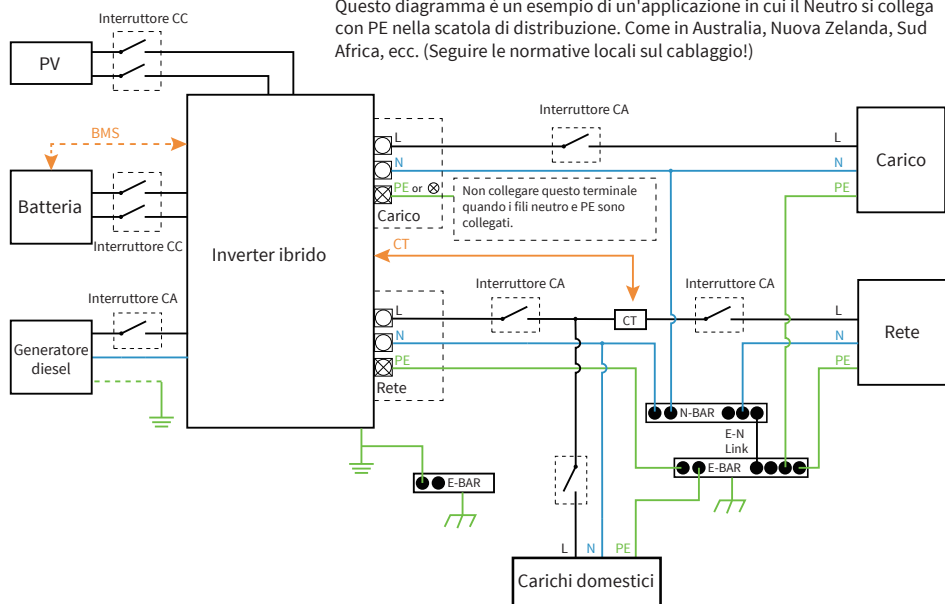 Questo diagramma è un esempio di un'applicazione in cui il Neutro si collega
con PE nella scatola di distribuzione. Come in Australia, Nuova Zelanda, Sud
Africa, ecc. (Seguire le normative locali sul cablaggio!)
Interruttore CC
PV
BMS
Batteria
Interruttore CC
Interruttore CA
Generatore
diesel
Inverter ibrido
L
N
PE or
Carico
Non collegare questo terminale
quando i fili neutro e PE sono
collegati.
Interruttore CA
L
N
PE
Carico
CT
Interruttore CA
CT
Interruttore CA
L
N
PE
Rete
L
N
PE
Rete
N-BAR
E-N
Link
E-BAR
E-BAR
L
N
PE
Carichi domestici